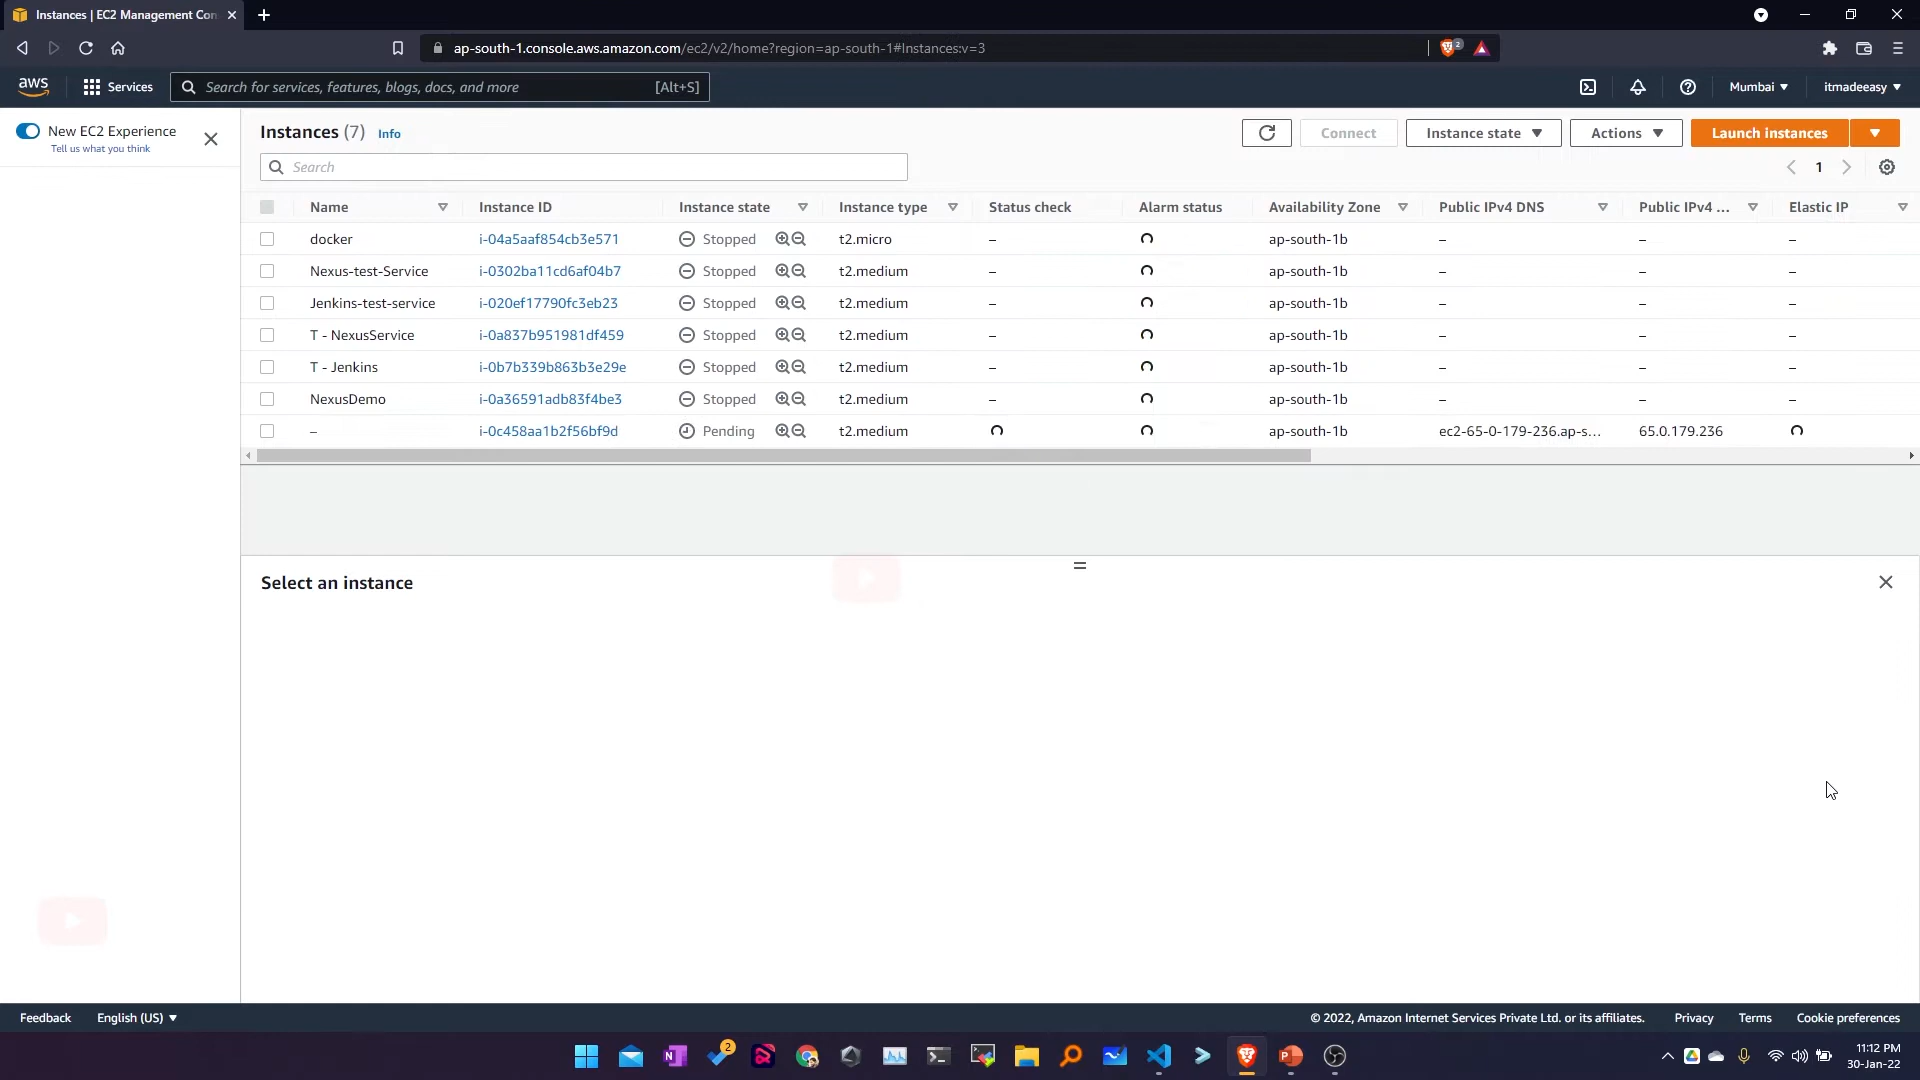 Instances | EC2 Management Con
ap-south-1.console.aws.amazon.com/ec2/v2/home?region=ap-south-1#Instances:v=3
2
aws
Services
Search for services, features, blogs, docs, and more
[Alt+S]
Mumbai
itmadeeasy
New EC2 Experience
Tell us what you think
Instances (7) Info
Connect
Instance state
Actions
Launch instances
Search
1
Name Instance ID Instance state Instance type Status check Alarm status Availability Zone Public IPv4 DNS Public IPv4 ... Elastic IP
docker i-04a5aaf854cb3e571 Stopped t2.micro – ap-south-1b – – –
Nexus-test-Service i-0302ba11cd6af04b7 Stopped t2.medium – ap-south-1b – – –
Jenkins-test-service i-020ef17790fc3eb23 Stopped t2.medium – ap-south-1b – – –
T - NexusService i-0a837b951981df459 Stopped t2.medium – ap-south-1b – – –
T - Jenkins i-0b7b339b863b3e29e Stopped t2.medium – ap-south-1b – – –
NexusDemo i-0a36591adb83f4be3 Stopped t2.medium – ap-south-1b – – –
– i-0c458aa1b2f56bf9d Pending t2.medium ap-south-1b ec2-65-0-179-236.ap-s... 65.0.179.236
Select an instance
Feedback English (US)
© 2022, Amazon Internet Services Private Ltd. or its affiliates. Privacy Terms Cookie preferences
2
11:12 PM
30-Jan-22